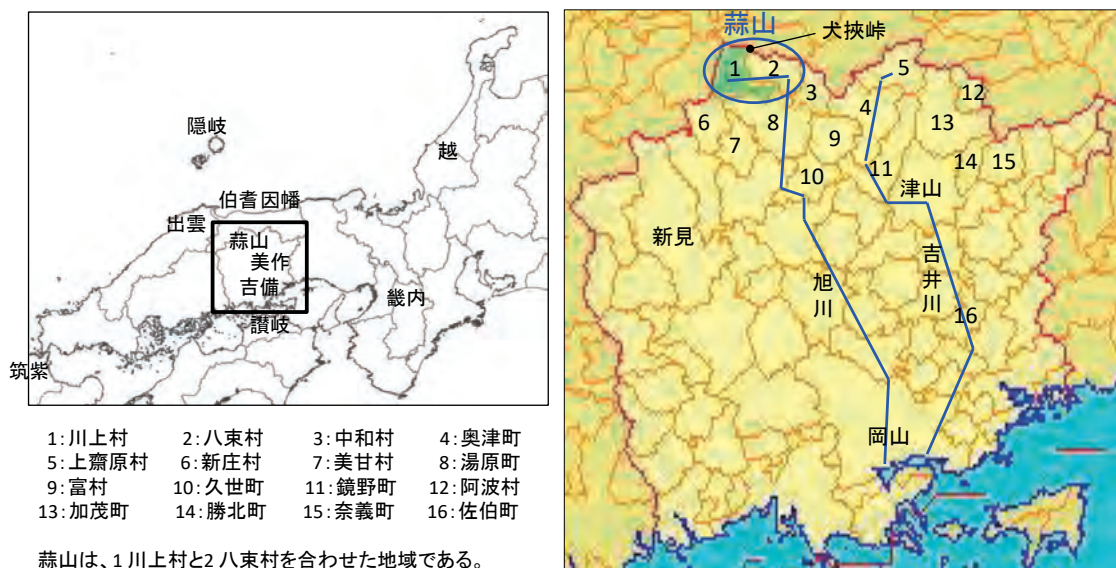 隠岐
越
伯耆 因幡
出雲
蒜山
美作
吉備
畿内
讃岐
筑紫
1:川上村 2:八束村 3:中和村 4:奥津町
5:上齋原村 6:新庄村 7:美甘村 8:湯原町
9:富村 10:久世町 11:鏡野町 12:阿波村
13:加茂町 14:勝北町 15:奈義町 16:佐伯町
蒜山は、1 川上村と2 八束村を合わせた地域である。
蒜山
犬挾峠
1
2
3
4
5
6
7
8
9
10
11
12
13
14
15
津山
新見
旭川
吉井川
16
岡山